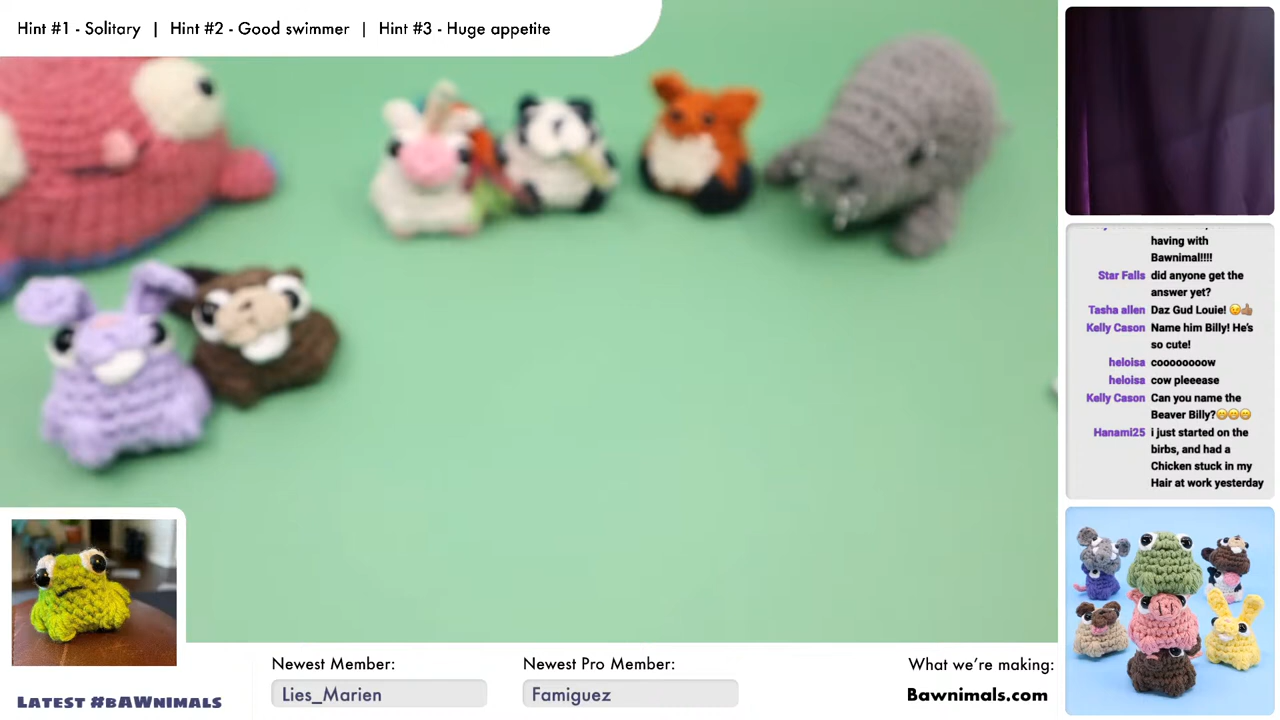 Hint #1 - Solitary | Hint #2 - Good swimmer | Hint #3 - Huge appetite
having with
Bawnimal!!!!
Star Falls did anyone get the
answer yet?
Tasha allen Daz Gud Louie! 😉👍🏽
Kelly Cason Name him Billy! He's
so cute!
heloisa coooooooow
heloisa cow pleeease
Kelly Cason Can you name the
Beaver Billy?😊😊😊
Hanami25 i just started on the
birbs, and had a
Chicken stuck in my
Hair at work yesterday
Latest #bAWnimals
Newest Member:
Lies_Marien
Newest Pro Member:
Famiguez
What we're making:
Bawnimals.com